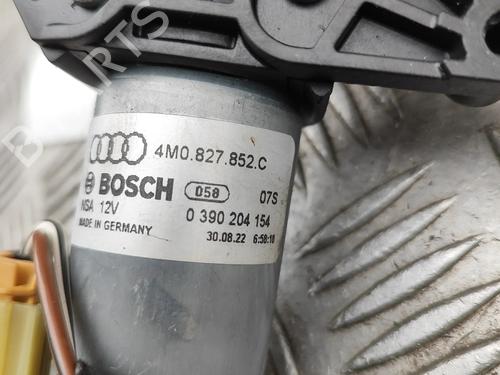 4M0.827.852.C
BOSCH 058 07S
NSA 12V 0 390 204 154
MADE IN GERMANY 30.08.22 6:58:10